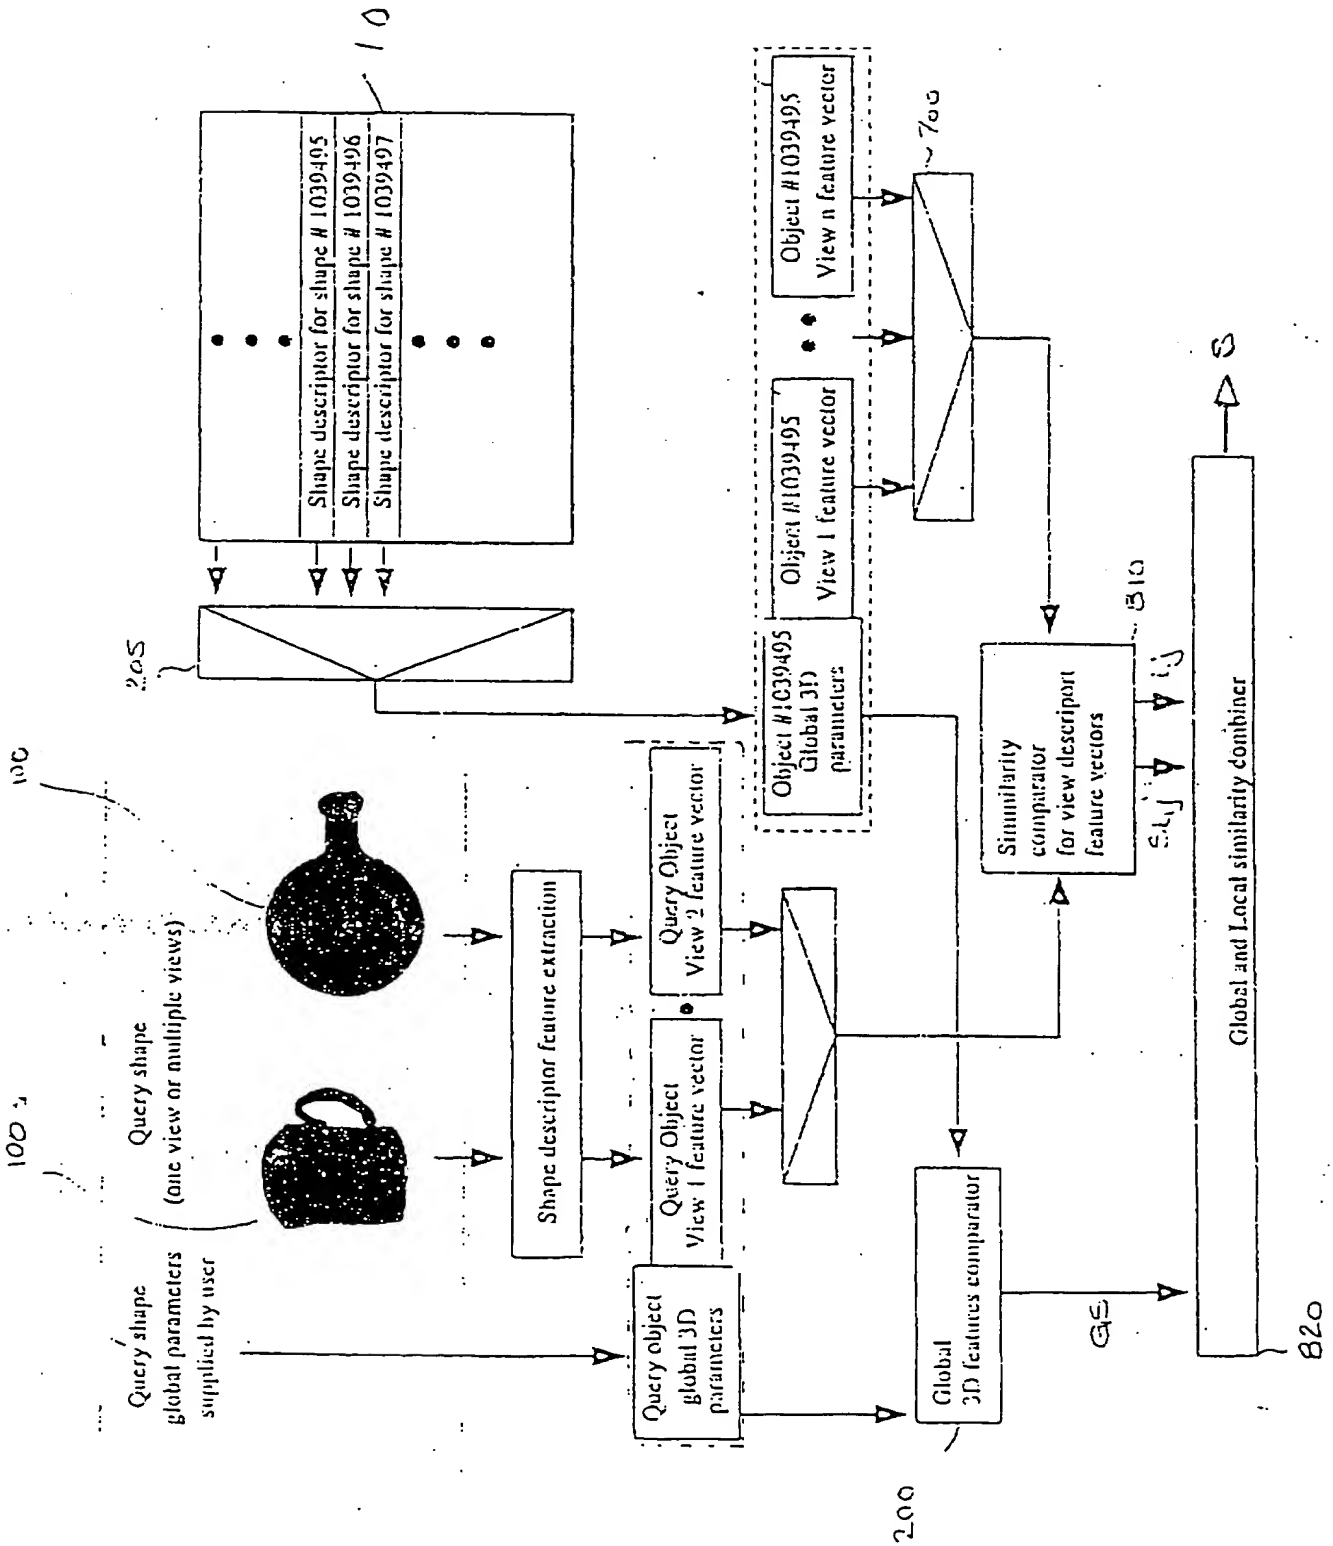 100
100
Query shape
global parameters
supplied by user
Query shape
(one view or multiple views)
Shape descriptor feature extraction
Query object
global 3D
parameters
Query Object
View 1 feature vector
Query Object
View 2 feature vector
205
10
Shape descriptor for shape # 1039495
Shape descriptor for shape # 1039496
Shape descriptor for shape # 1039497
Object #1039495
Global 3D
parameters
Object #1039495
View 1 feature vector
Object #1039495
View n feature vector
700
200
Global
3D features comparator
GS
Simmilarity
comparator
for view descriport
feature vectors
810
i,j
Global and Local similarity dombiner
S
820